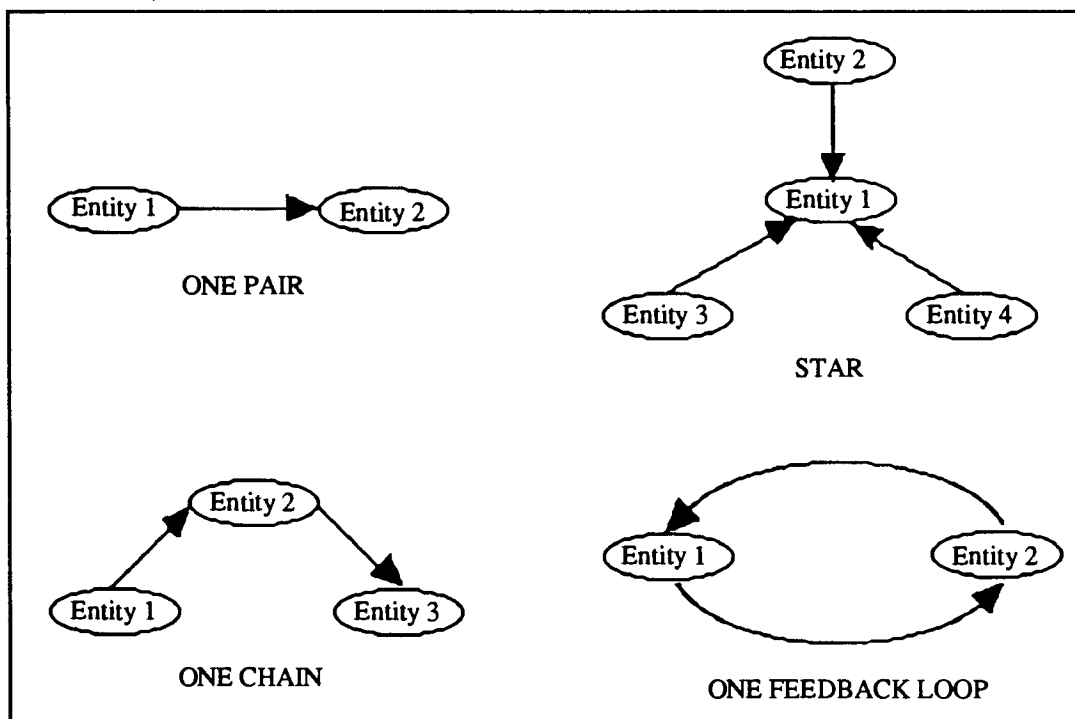 Entity 1
Entity 2
ONE PAIR
Entity 2
Entity 1
Entity 3
Entity 4
STAR
Entity 2
Entity 1
Entity 3
ONE CHAIN
Entity 1
Entity 2
ONE FEEDBACK LOOP